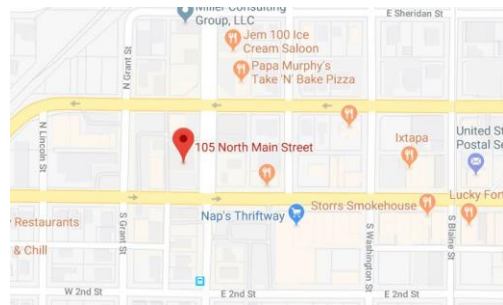 Miller Consulting
Group, LLC
E Sheridan St
Jem 100 Ice
Cream Saloon
Papa Murphy's
Take 'N' Bake Pizza
N Grant St
N Lincoln St
105 North Main Street
Ixtapa
United St
Postal Se
Storrs Smokehouse
Lucky Fort
Nap's Thriftway
Restaurants
& Chill
S Grant St
S Washington St
S Blaine St
W 2nd St
E 2nd St
E 2nd St